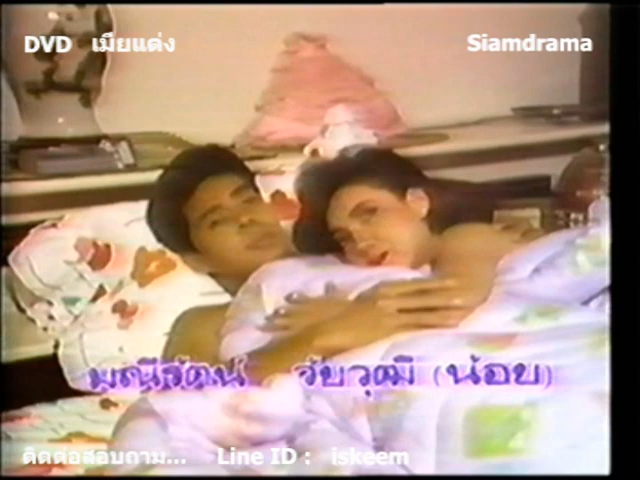 DVD เมียแต่ง Siamdrama
มณีรัตน์ วัยวุฒิ (น้อย)
ติดต่อสอบถาม... Line ID : iskeem